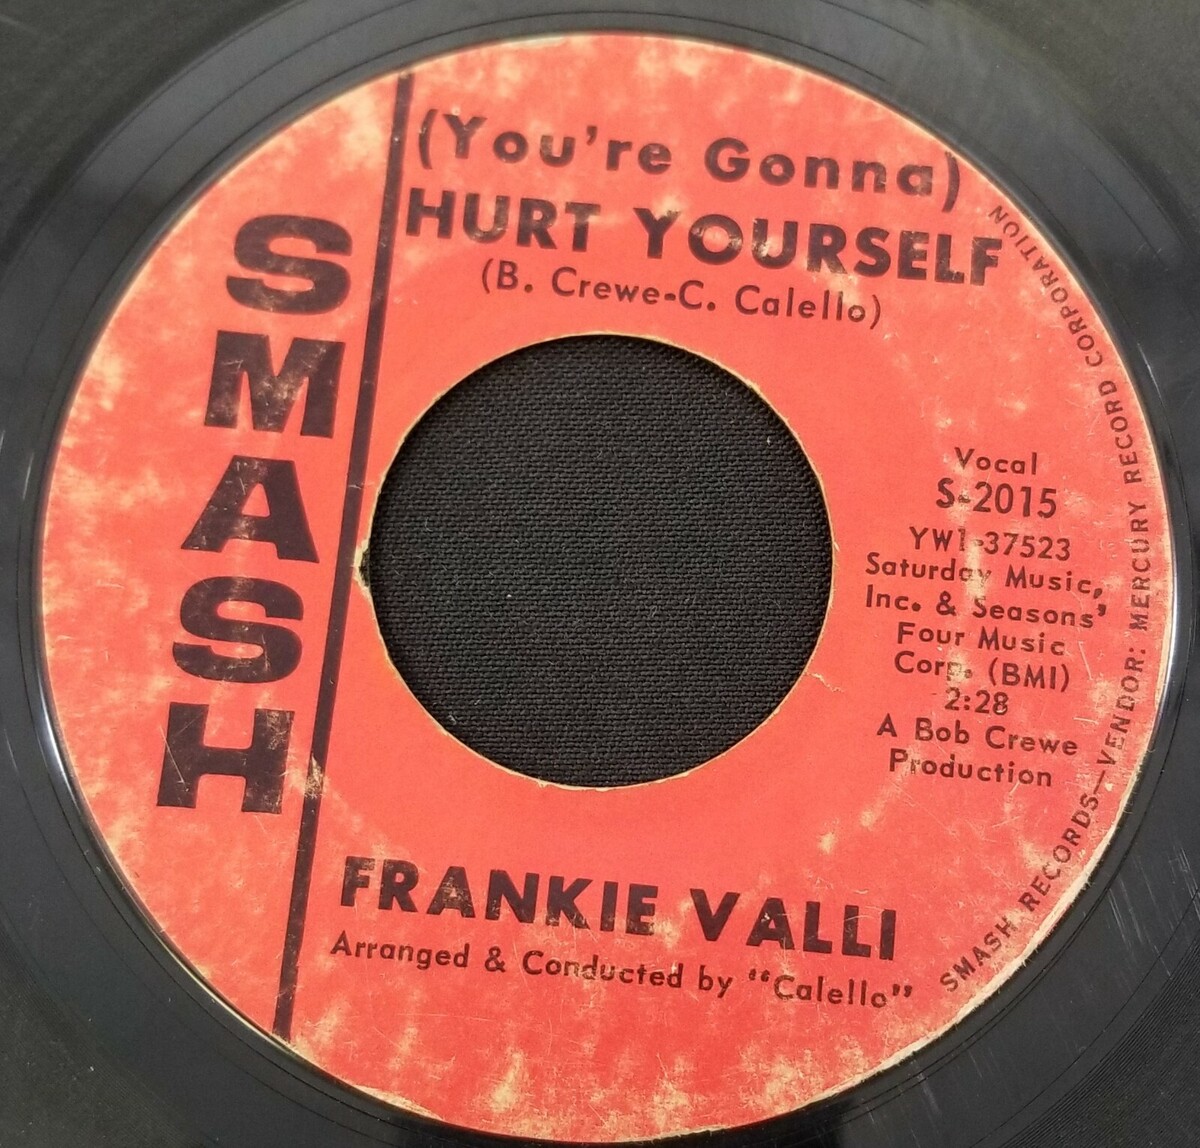 SMASH
(You're Gonna)
HURT YOURSELF
(B. Crewe-C. Calello)
Vocal
S-2015
YW1-37523
Saturday Music,
Inc. & Seasons'
Four Music
Corp. (BMI)
2:28
A Bob Crewe
Production
FRANKIE VALLI
Arranged & Conducted by "Calello"
SMASH RECORDS—VENDOR: MERCURY RECORD CORPORATION